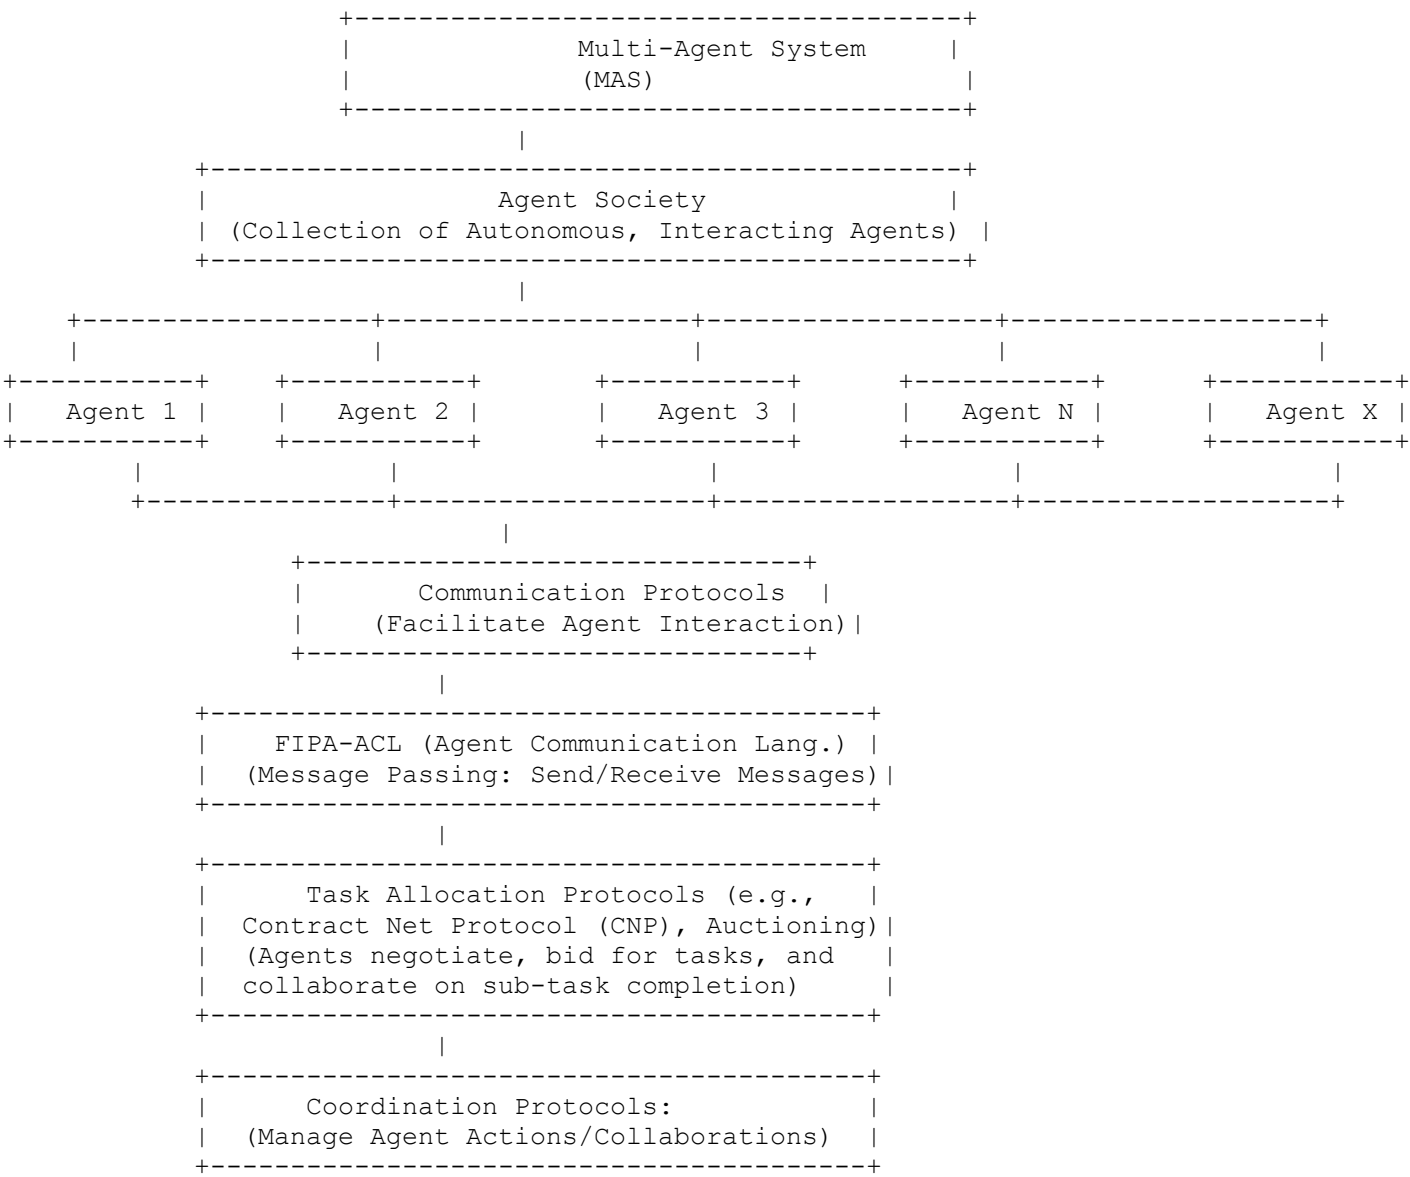 Multi-Agent System
(MAS)
Agent Society
(Collection of Autonomous, Interacting Agents)
Agent 1
Agent 2
Agent 3
Agent N
Agent X
Communication Protocols
(Facilitate Agent Interaction)
FIPA-ACL (Agent Communication Lang.)
(Message Passing: Send/Receive Messages)
Task Allocation Protocols (e.g.,
Contract Net Protocol (CNP), Auctioning)
(Agents negotiate, bid for tasks, and
collaborate on sub-task completion)
Coordination Protocols:
(Manage Agent Actions/Collaborations)